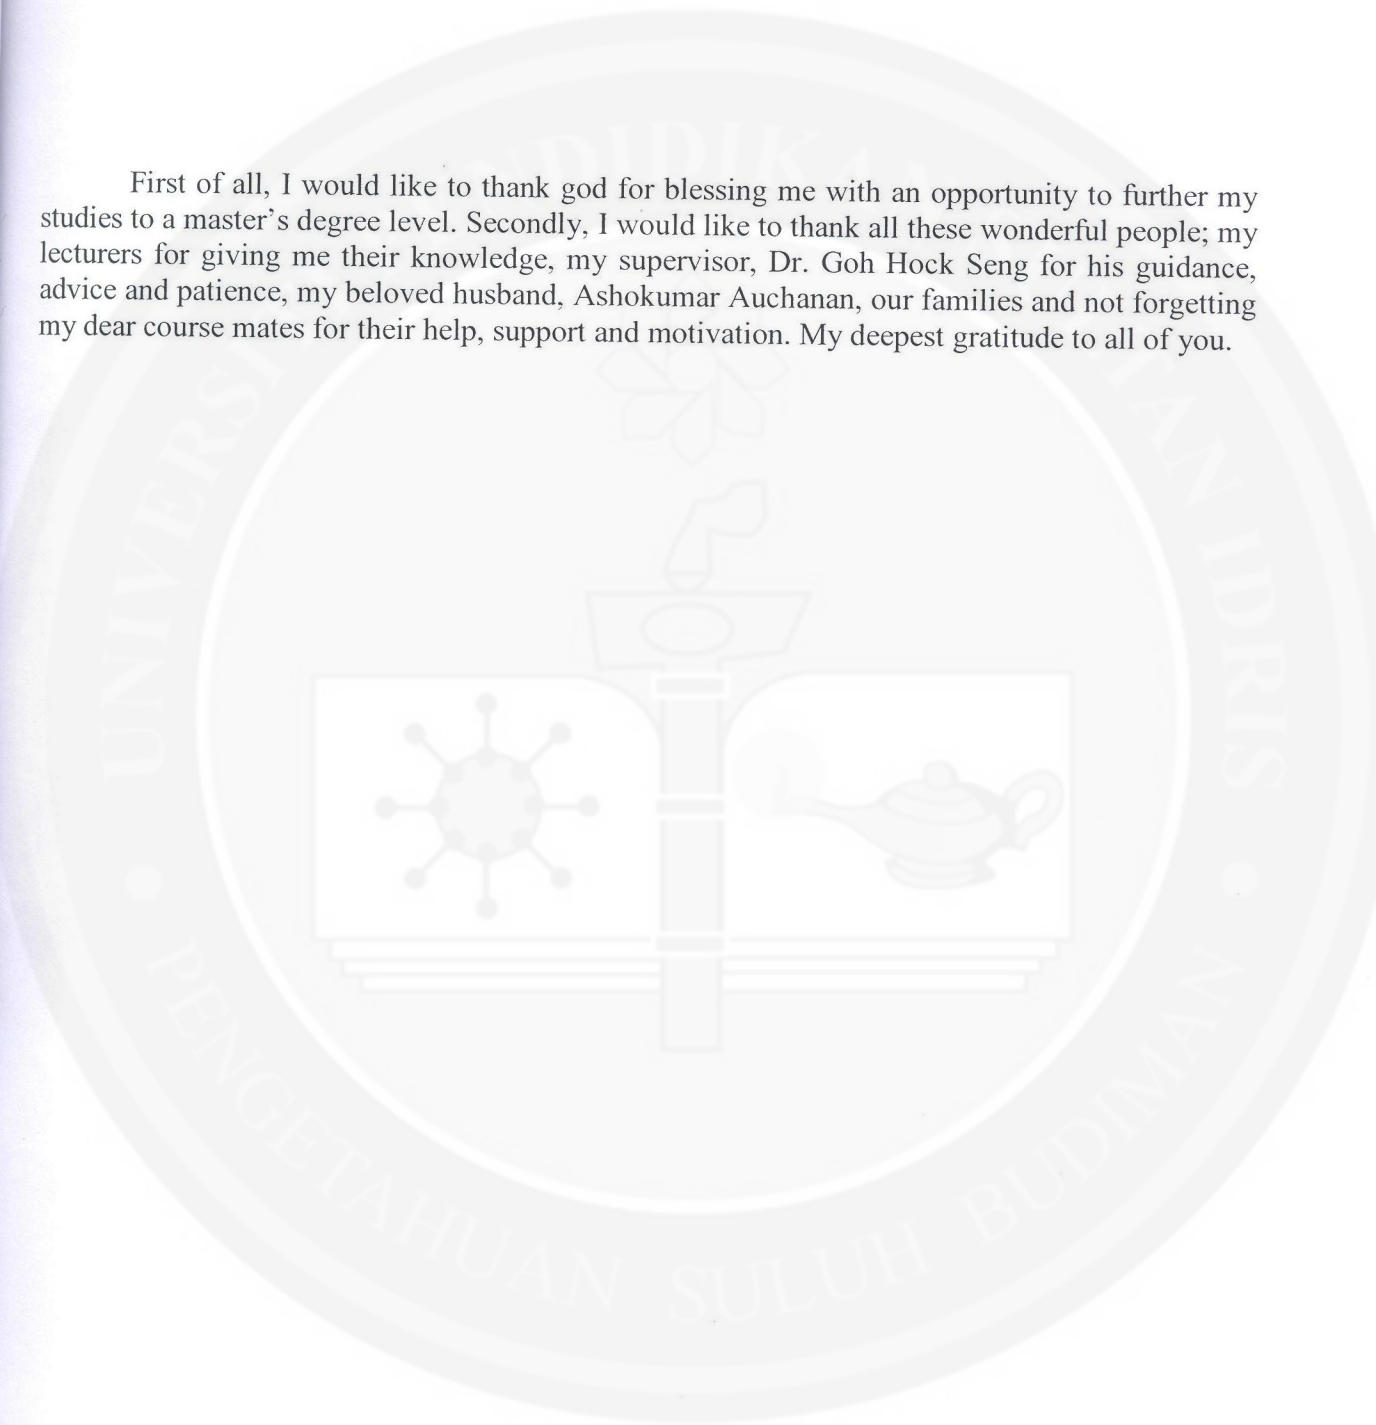 First of all, I would like to thank god for blessing me with an opportunity to further my
studies to a master's degree level. Secondly, I would like to thank all these wonderful people; my
lecturers for giving me their knowledge, my supervisor, Dr. Goh Hock Seng for his guidance,
advice and patience, my beloved husband, Ashokumar Auchanan, our families and not forgetting
my dear course mates for their help, support and motivation. My deepest gratitude to all of you.
IDRIS
PENGETAHUAN SULUH BUDIMAN